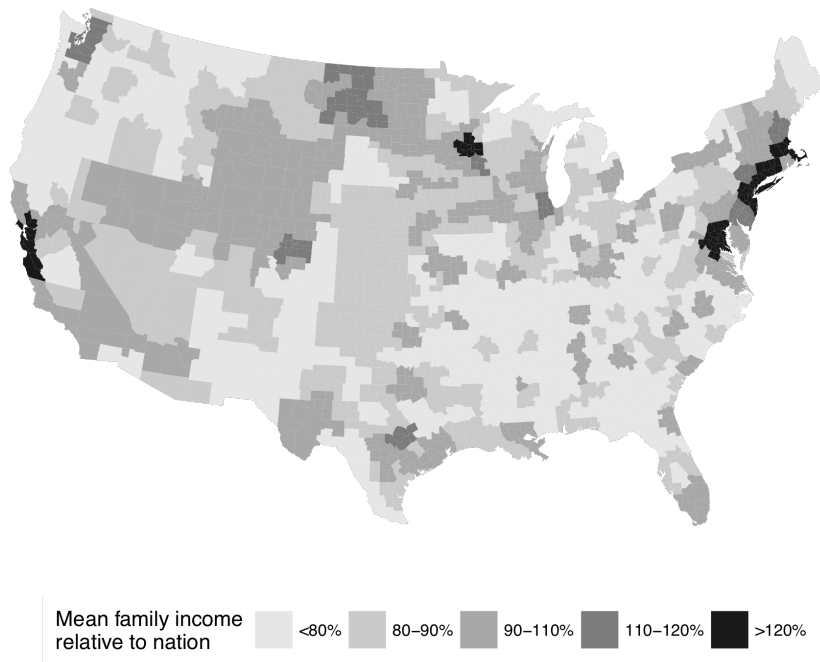 Mean family income
relative to nation
<80%
80–90%
90–110%
110–120%
>120%